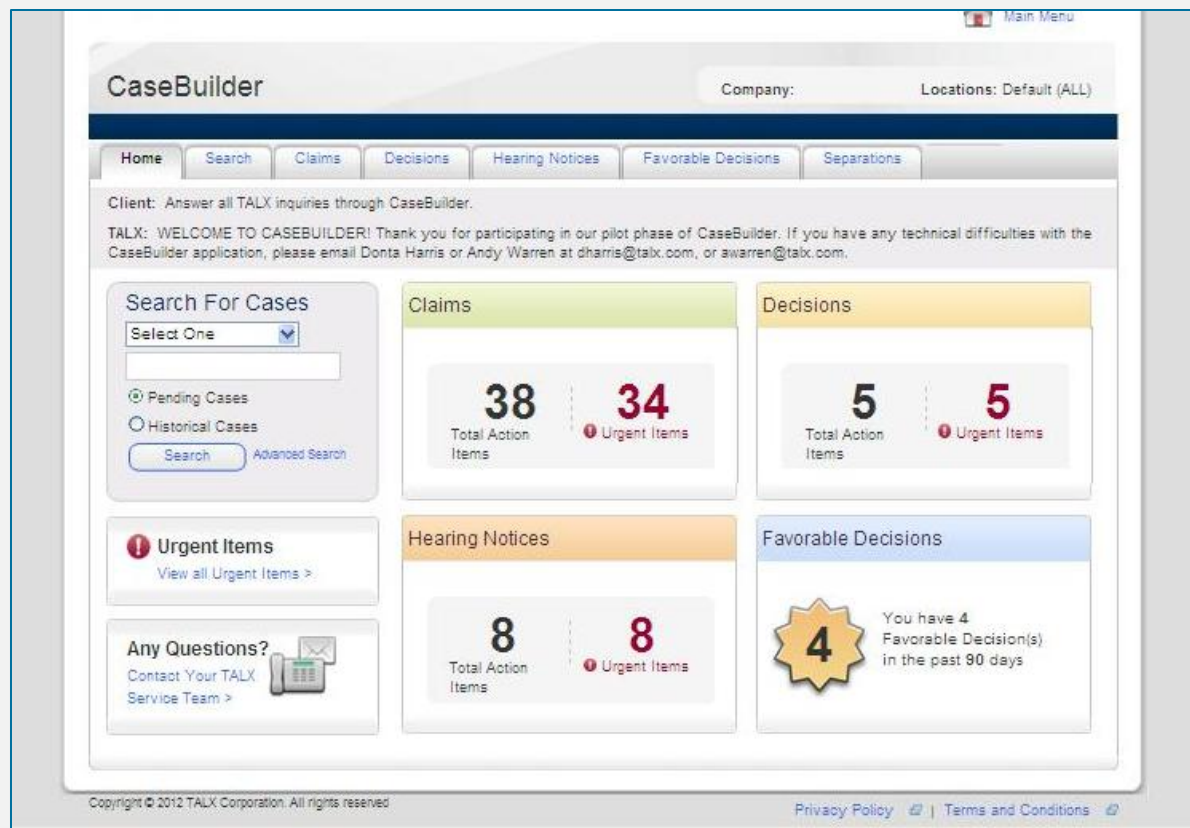 Main Menu
CaseBuilder
Company:
Locations: Default (ALL)
Home
Search
Claims
Decisions
Hearing Notices
Favorable Decisions
Separations
Client: Answer all TALX inquiries through CaseBuilder.
TALX: WELCOME TO CASEBUILDER! Thank you for participating in our pilot phase of CaseBuilder. If you have any technical difficulties with the
CaseBuilder application, please email Donta Harris or Andy Warren at dharris@talx.com, or awarren@talx.com.
Search For Cases
Select One
Pending Cases
Historical Cases
Search
Advanced Search
Claims
38
Total Action
Items
34
Urgent Items
Decisions
5
Total Action
Items
5
Urgent Items
Urgent Items
View all Urgent Items >
Any Questions?
Contact Your TALX
Service Team >
Hearing Notices
8
Total Action
Items
8
Urgent Items
Favorable Decisions
4
You have 4
Favorable Decision(s)
in the past 90 days
Copyright © 2012 TALX Corporation. All rights reserved
Privacy Policy | Terms and Conditions